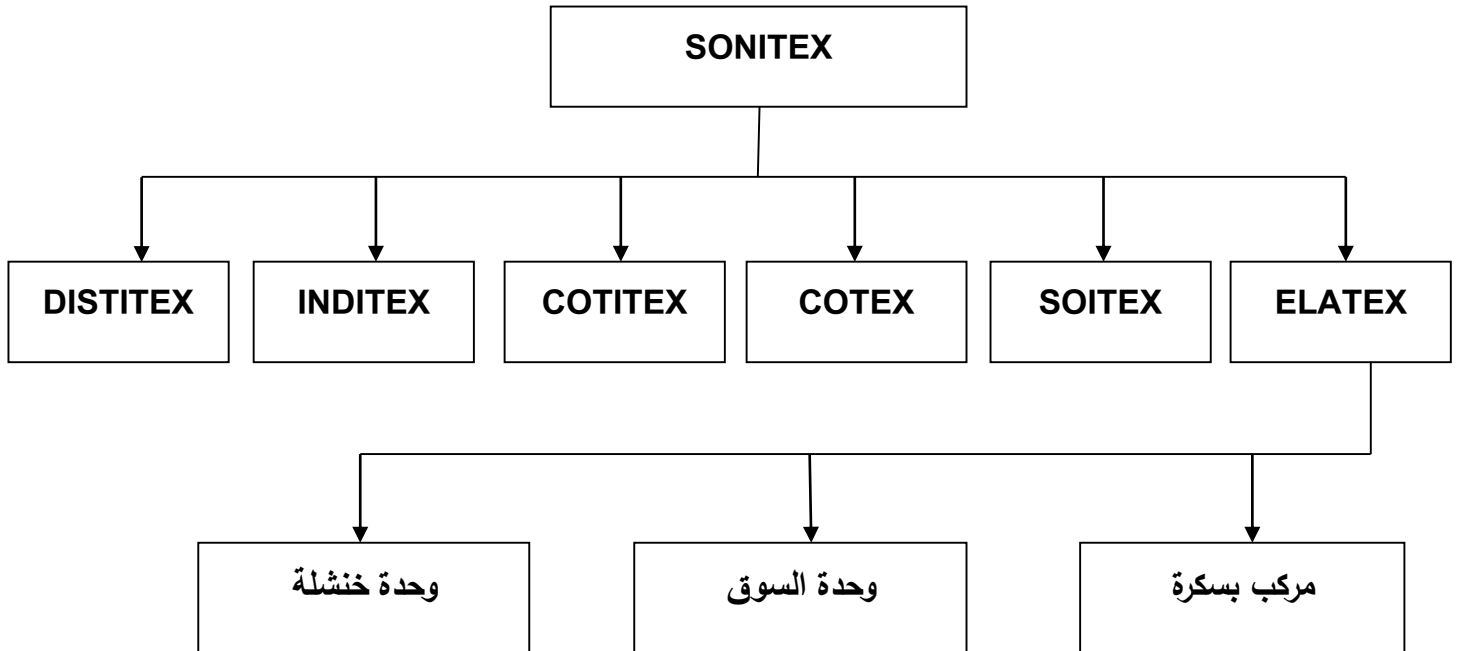 SONITEX
DISTITEX
INDITEX
COTITEX
COTEX
SOITEX
ELATEX
مركب بسكرة
وحدة السوق
وحدة خنشلة